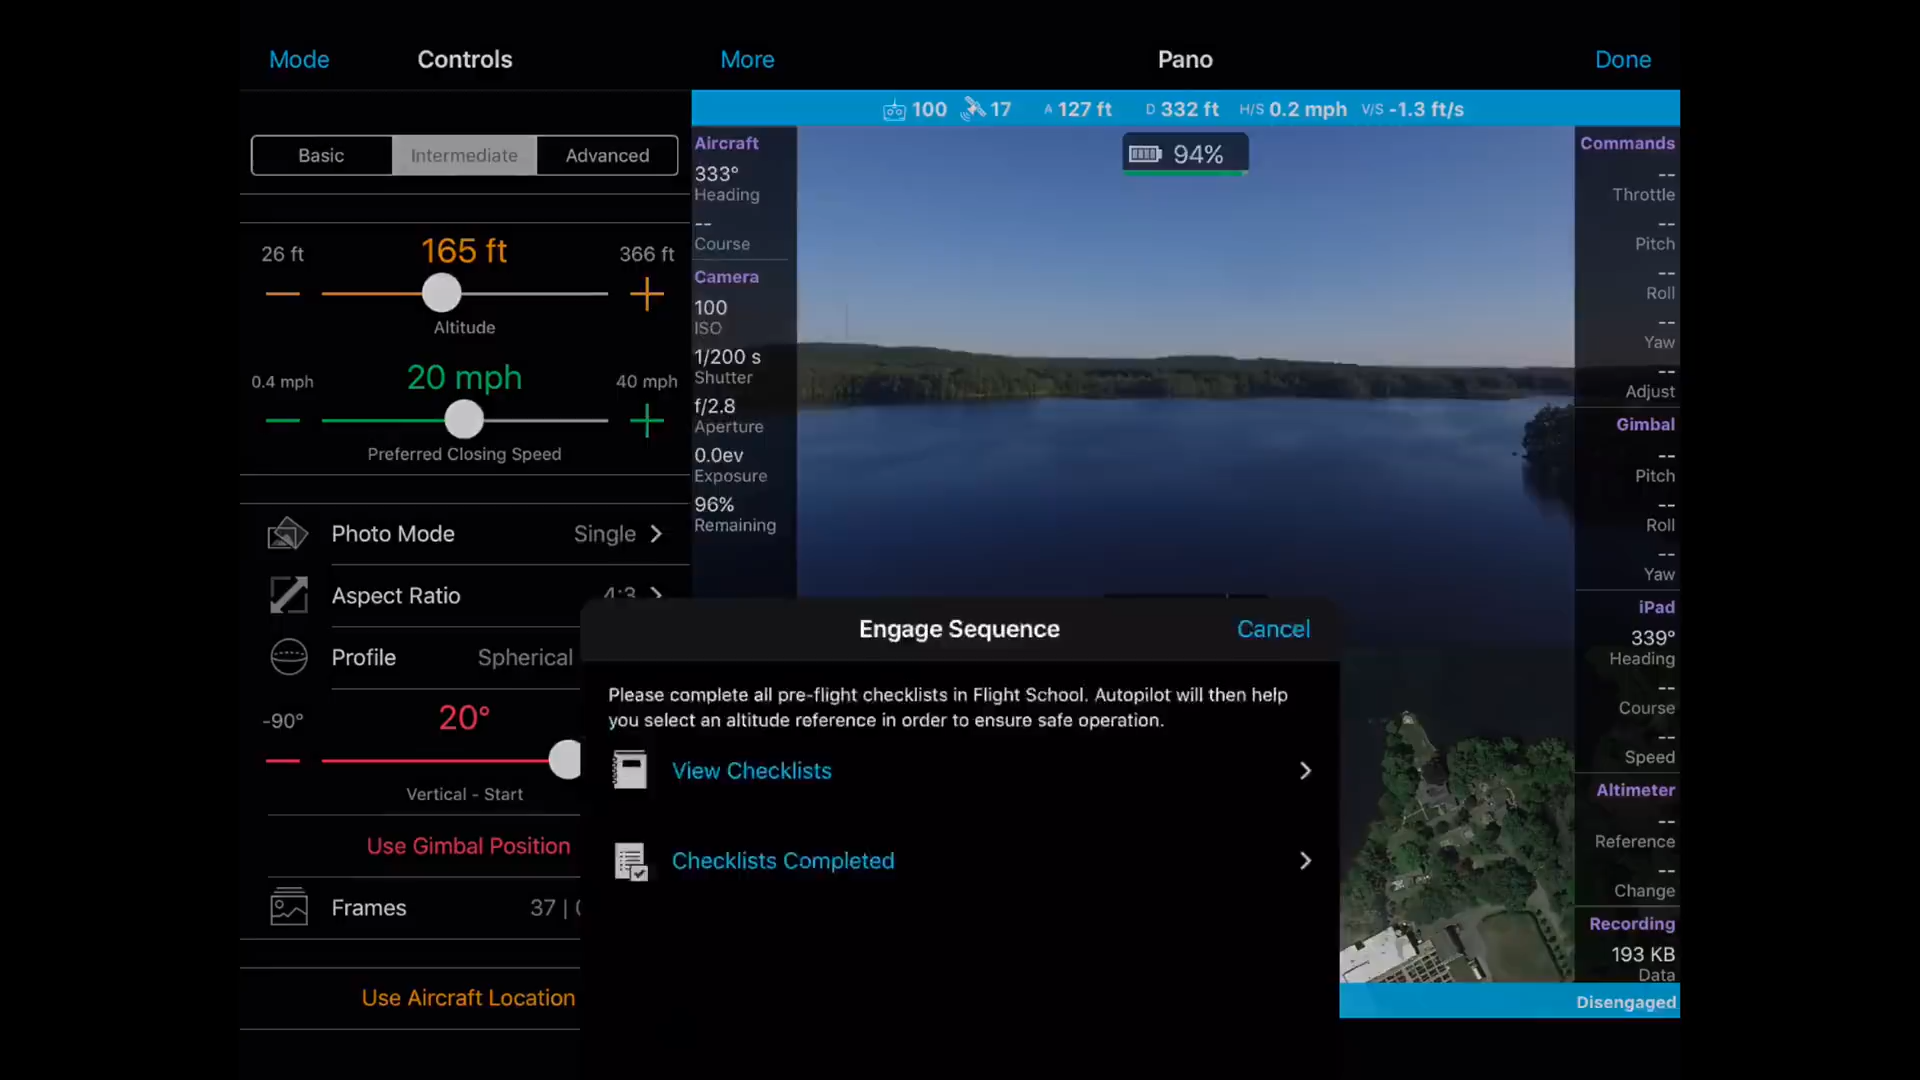 Mode
Controls
More
Pano
Done
100
17
A 127 ft
D 332 ft
H/S 0.2 mph
V/S -1.3 ft/s
Basic
Intermediate
Advanced
26 ft
165 ft
366 ft
Altitude
0.4 mph
20 mph
40 mph
Preferred Closing Speed
Photo Mode
Single
Aspect Ratio
4:3
Profile
Spherical
-90°
20°
Vertical - Start
Use Gimbal Position
Frames
37 |
Use Aircraft Location
Aircraft
333°
Heading
--
Course
Camera
100
ISO
1/200 s
Shutter
f/2.8
Aperture
0.0ev
Exposure
96%
Remaining
94%
Commands
--
Throttle
--
Pitch
--
Roll
--
Yaw
--
Adjust
Gimbal
--
Pitch
--
Roll
--
Yaw
iPad
339°
Heading
--
Course
--
Speed
Altimeter
--
Reference
--
Change
Recording
193 KB
Data
Disengaged
Engage Sequence
Cancel
Please complete all pre-flight checklists in Flight School. Autopilot will then help
you select an altitude reference in order to ensure safe operation.
View Checklists
Checklists Completed